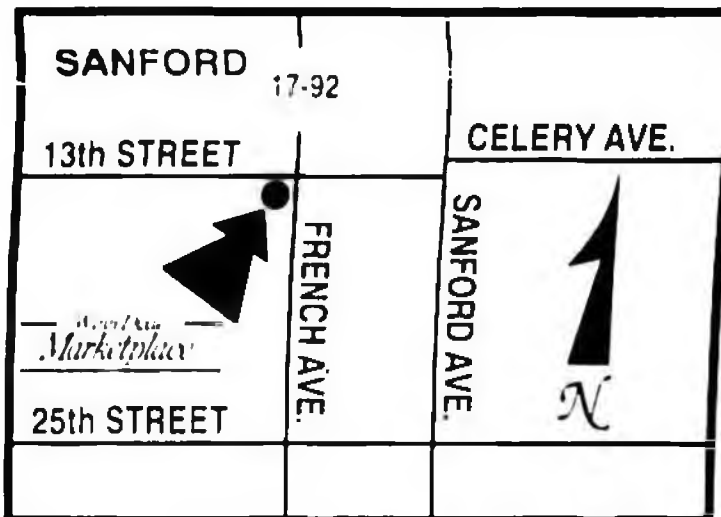 SANFORD
17-92
13th STREET
CELERY AVE.
FRENCH AVE.
SANFORD AVE.
Marketplace
25th STREET
N